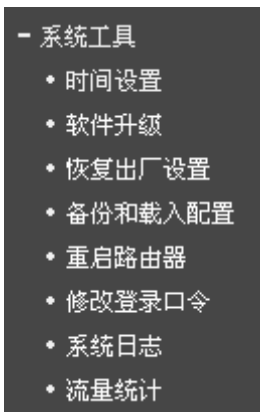 - 系统工具
• 时间设置
• 软件升级
• 恢复出厂设置
• 备份和载入配置
• 重启路由器
• 修改登录口令
• 系统日志
• 流量统计